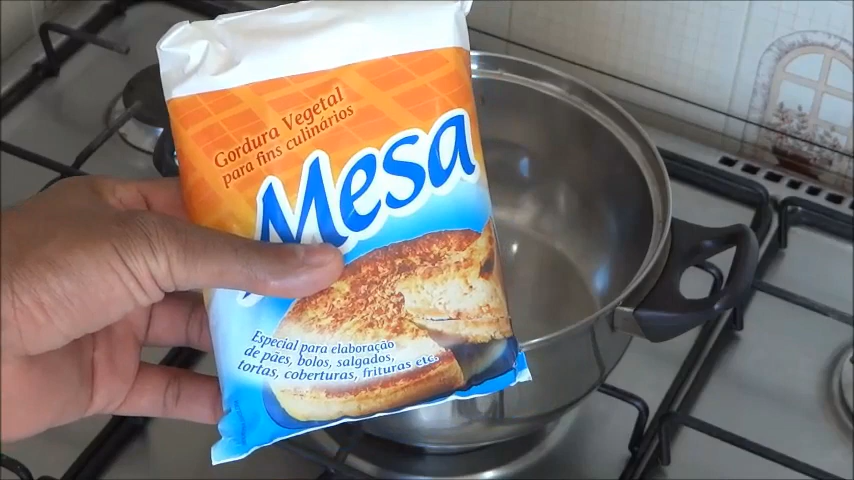 Gordura Vegetal
para fins culinários
Mesa
Especial para elaboração
de pães, bolos, salgados,
tortas, coberturas, frituras etc.